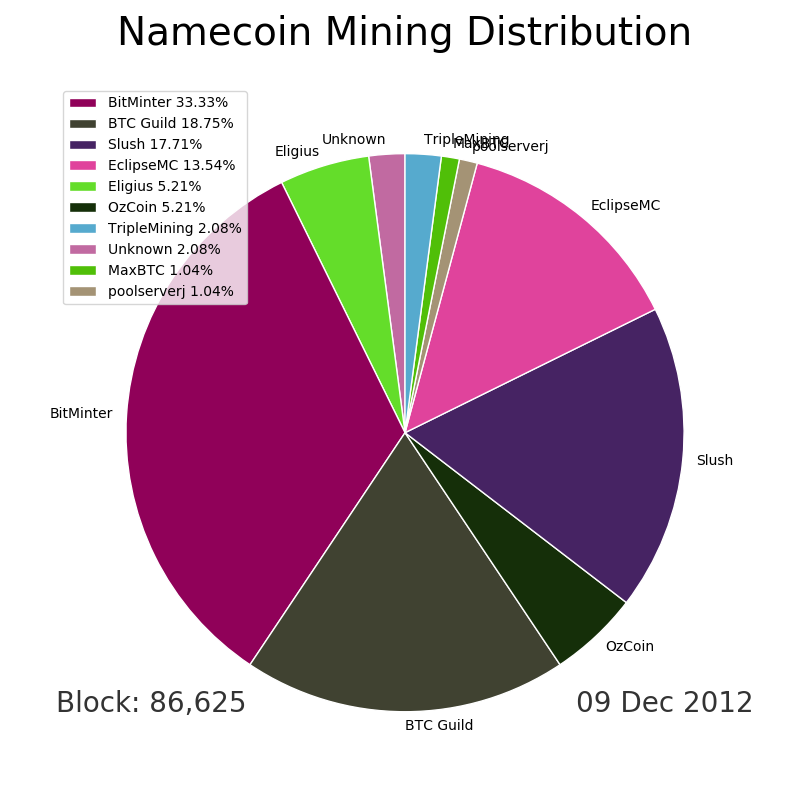 Namecoin Mining Distribution
BitMinter 33.33%
BTC Guild 18.75%
Slush 17.71%
EclipseMC 13.54%
Eligius 5.21%
OzCoin 5.21%
TripleMining 2.08%
Unknown 2.08%
MaxBTC 1.04%
poolserverj 1.04%
Unknown
TripleMining
MaxBTC
poolserverj
Eligius
EclipseMC
BitMinter
Slush
OzCoin
BTC Guild
Block: 86,625
09 Dec 2012